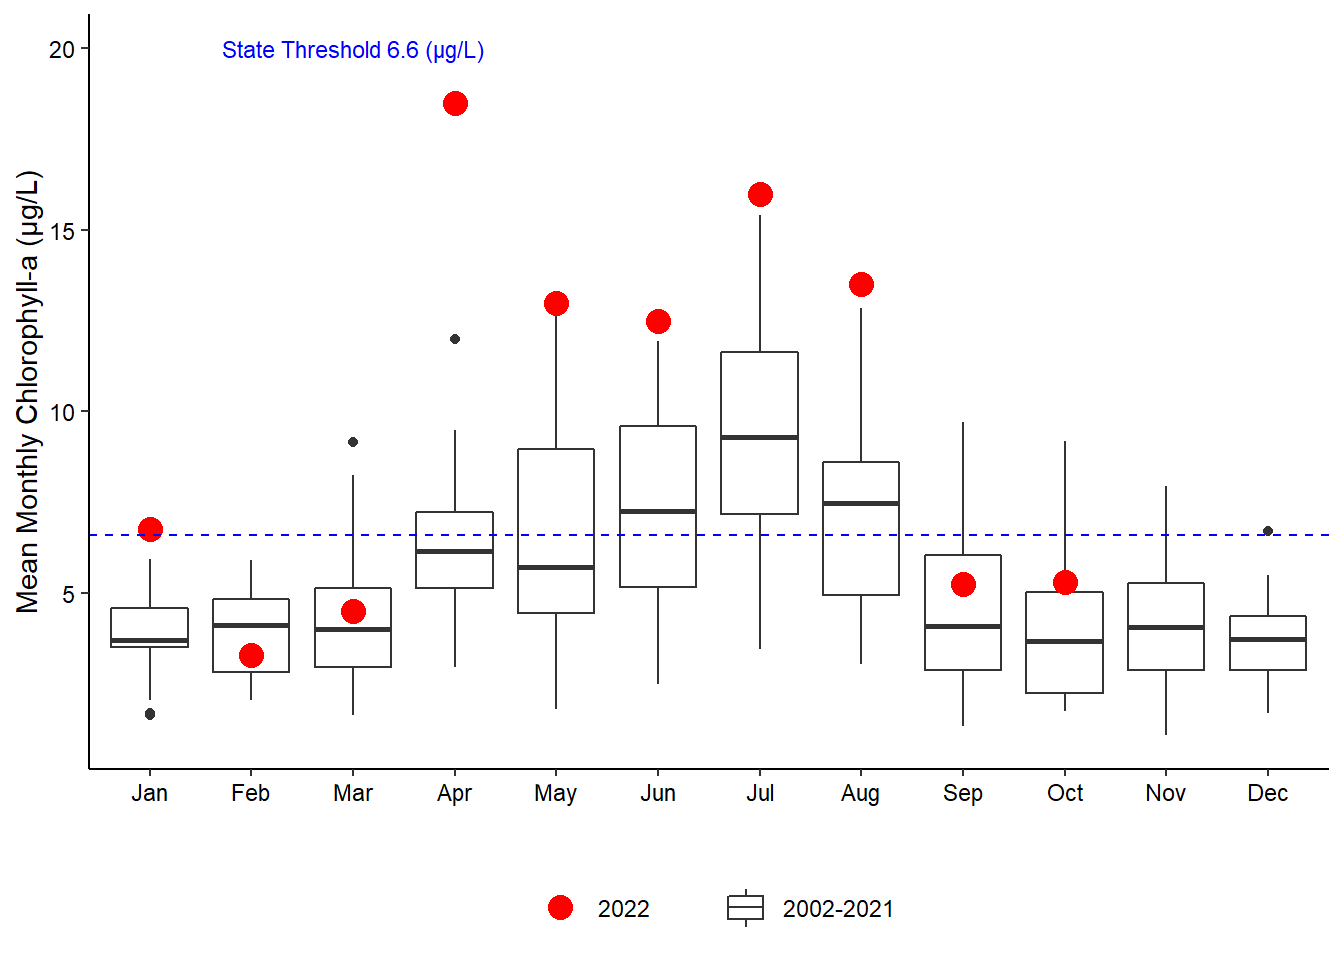 State Threshold 6.6 (µg/L)
Mean Monthly Chlorophyll-a (µg/L)
20
15
10
5
Jan Feb Mar Apr May Jun Jul Aug Sep Oct Nov Dec
2022 2002-2021